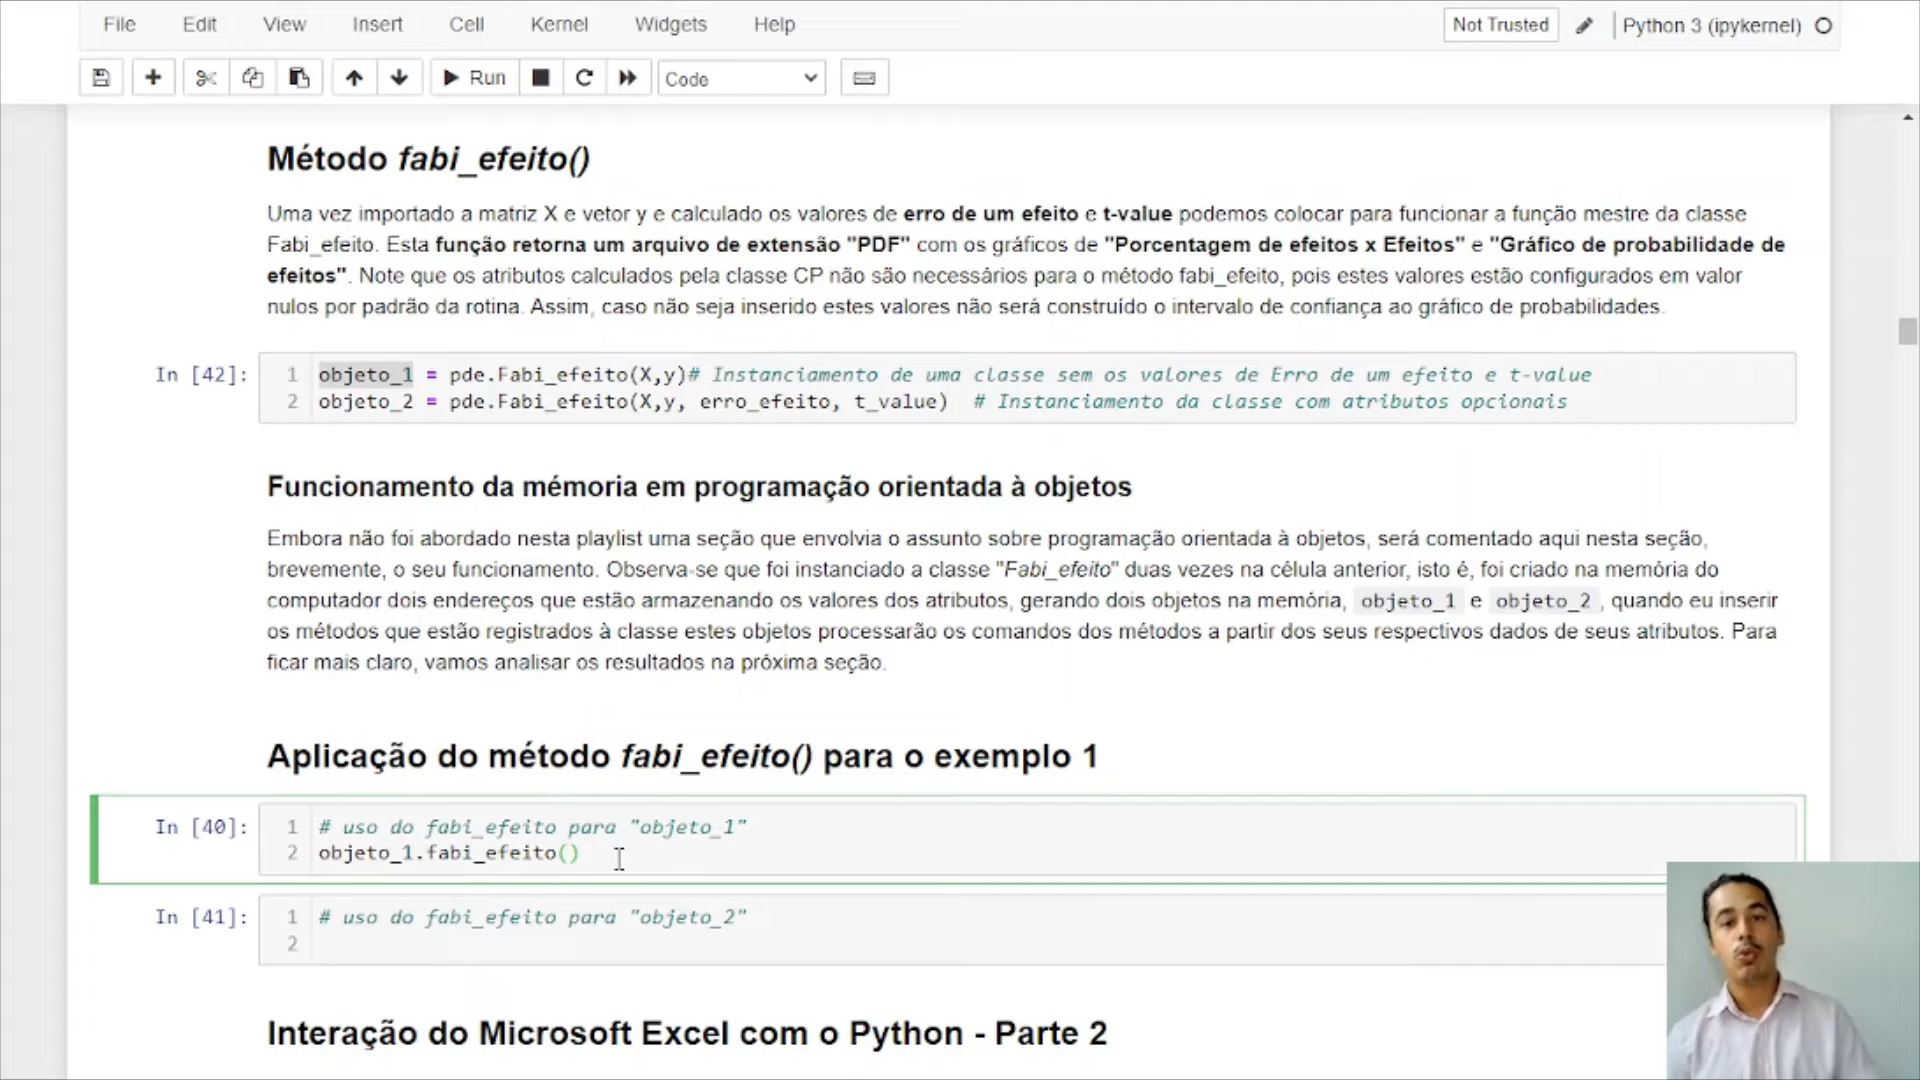 File Edit View Insert Cell Kernel Widgets Help Not Trusted Python 3 (ipykernel)
Run Code
Método fabi_efeito()
Uma vez importado a matriz X e vetor y e calculado os valores de erro de um efeito e t-value podemos colocar para funcionar a função mestre da classe
Fabi_efeito. Esta função retorna um arquivo de extensão "PDF" com os gráficos de "Porcentagem de efeitos x Efeitos" e "Gráfico de probabilidade de
efeitos". Note que os atributos calculados pela classe CP não são necessários para o método fabi_efeito, pois estes valores estão configurados em valor
nulos por padrão da rotina. Assim, caso não seja inserido estes valores não será construído o intervalo de confiança ao gráfico de probabilidades.
In [42]: 1 objeto_1 = pde.Fabi_efeito(X,y)# Instanciamento de uma classe sem os valores de Erro de um efeito e t-value
2 objeto_2 = pde.Fabi_efeito(X,y, erro_efeito, t_value) # Instanciamento da classe com atributos opcionais
Funcionamento da mémoria em programação orientada à objetos
Embora não foi abordado nesta playlist uma seção que envolvia o assunto sobre programação orientada à objetos, será comentado aqui nesta seção,
brevemente, o seu funcionamento. Observa-se que foi instanciado a classe "Fabi_efeito" duas vezes na célula anterior, isto é, foi criado na memória do
computador dois endereços que estão armazenando os valores dos atributos, gerando dois objetos na memória, objeto_1 e objeto_2 , quando eu inserir
os métodos que estão registrados à classe estes objetos processarão os comandos dos métodos a partir dos seus respectivos dados de seus atributos. Para
ficar mais claro, vamos analisar os resultados na próxima seção.
Aplicação do método fabi_efeito() para o exemplo 1
In [40]: 1 # uso do fabi_efeito para "objeto_1"
2 objeto_1.fabi_efeito()
In [41]: 1 # uso do fabi_efeito para "objeto_2"
2
Interação do Microsoft Excel com o Python - Parte 2